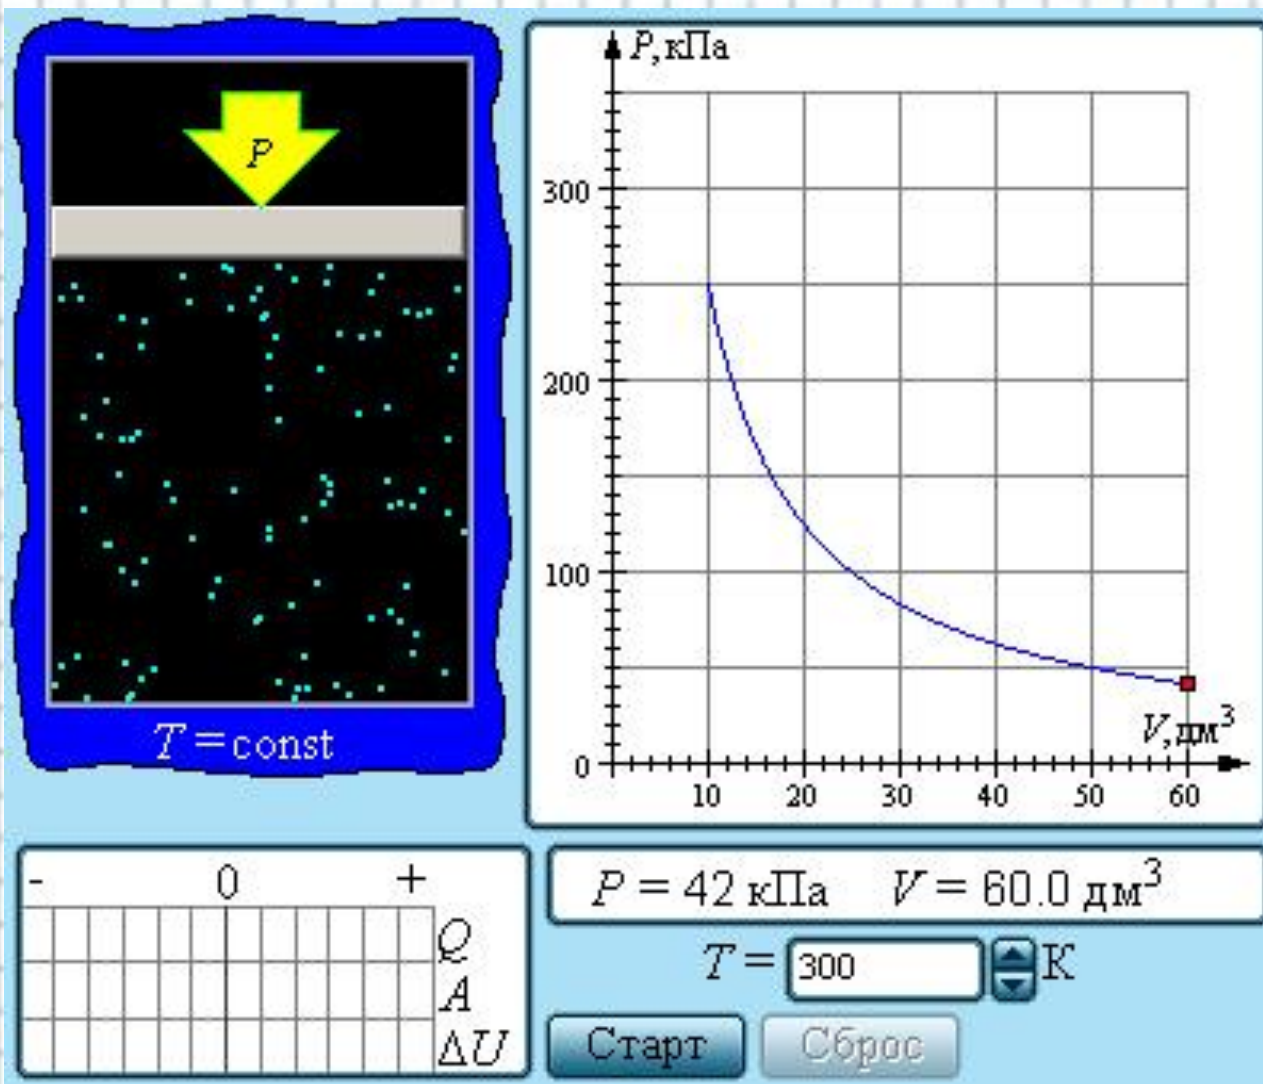 P
T = const
P, кПа
300
200
100
0
10 20 30 40 50 60
V, дм³
- 0 +
Q
A
ΔU
P = 42 кПа V = 60.0 дм³
T = 300 К
Старт Сброс